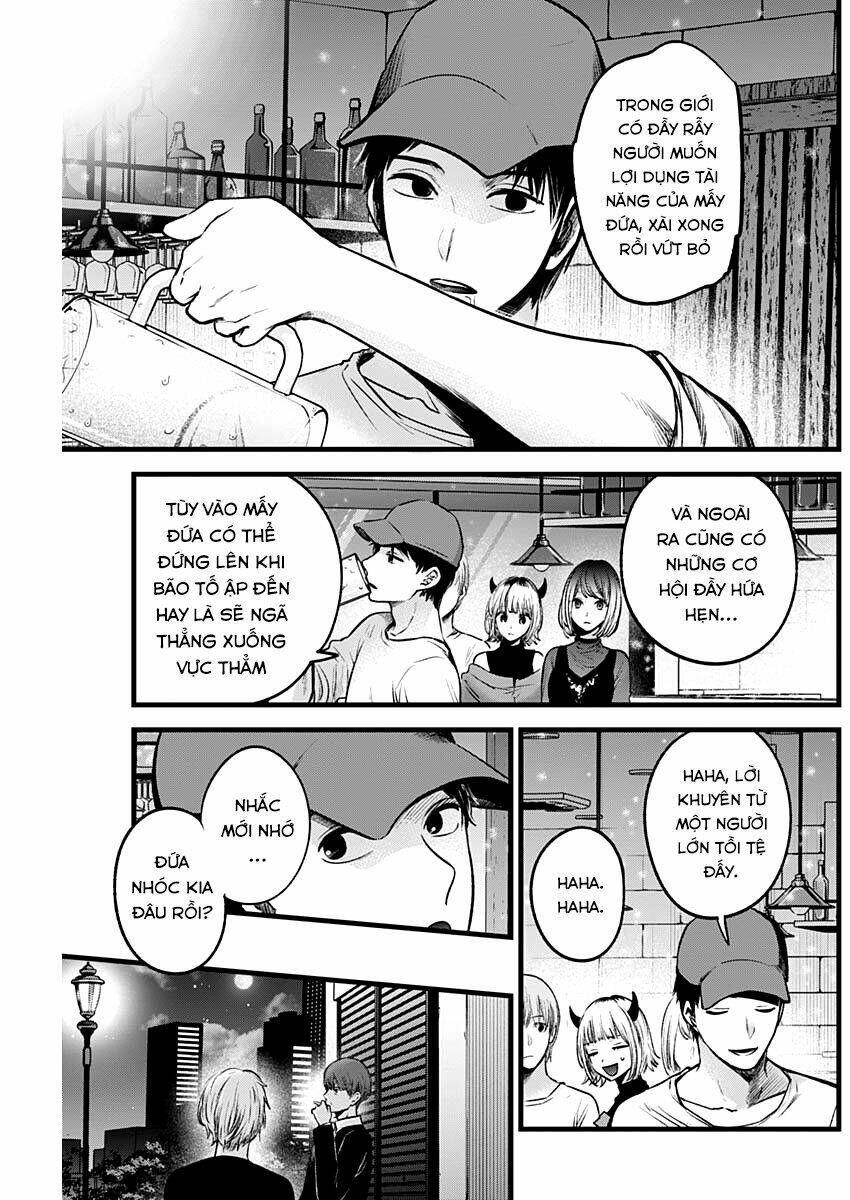 TRONG GIỚI
CÓ ĐẦY RẪY
NGƯỜI MUỐN
LỢI DỤNG TÀI
NĂNG CỦA MẤY
ĐỨA, XÀI XONG
RỒI VỨT BỎ
VÀ NGOÀI
RA CŨNG CÓ
NHỮNG CƠ
HỘI ĐẦY HỨA
HẸN...
TÙY VÀO MẤY
ĐỨA CÓ THỂ
ĐỨNG LÊN KHI
BÃO TỐ ẬP ĐẾN
HAY LÀ SẼ NGÃ
THẲNG XUỐNG
VỰC THẲM
HAHA, LỜI
KHUYÊN TỪ
MỘT NGƯỜI
LỚN TỒI TỆ
ĐẤY.
HAHA.
HAHA.
NHẮC
MỚI NHỚ
...
ĐỨA
NHÓC KIA
ĐÂU RỒI?